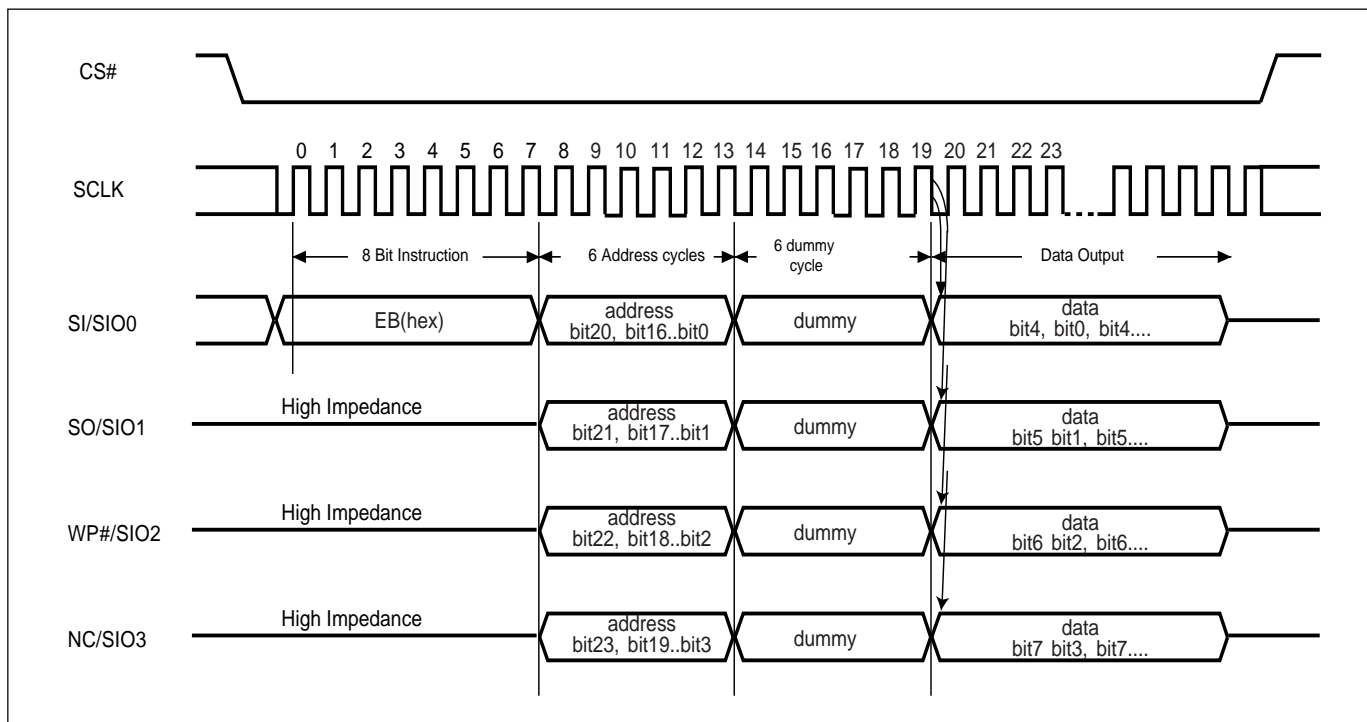 CS#
0 1 2 3 4 5 6 7 8 9 10 11 12 13 14 15 16 17 18 19 20 21 22 23
SCLK
8 Bit Instruction
6 Address cycles
6 dummy
cycle
Data Output
SI/SIO0
EB(hex)
address
bit20, bit16..bit0
dummy
data
bit4, bit0, bit4....
SO/SIO1
High Impedance
address
bit21, bit17..bit1
dummy
data
bit5 bit1, bit5....
WP#/SIO2
High Impedance
address
bit22, bit18..bit2
dummy
data
bit6 bit2, bit6....
NC/SIO3
High Impedance
address
bit23, bit19..bit3
dummy
data
bit7 bit3, bit7....